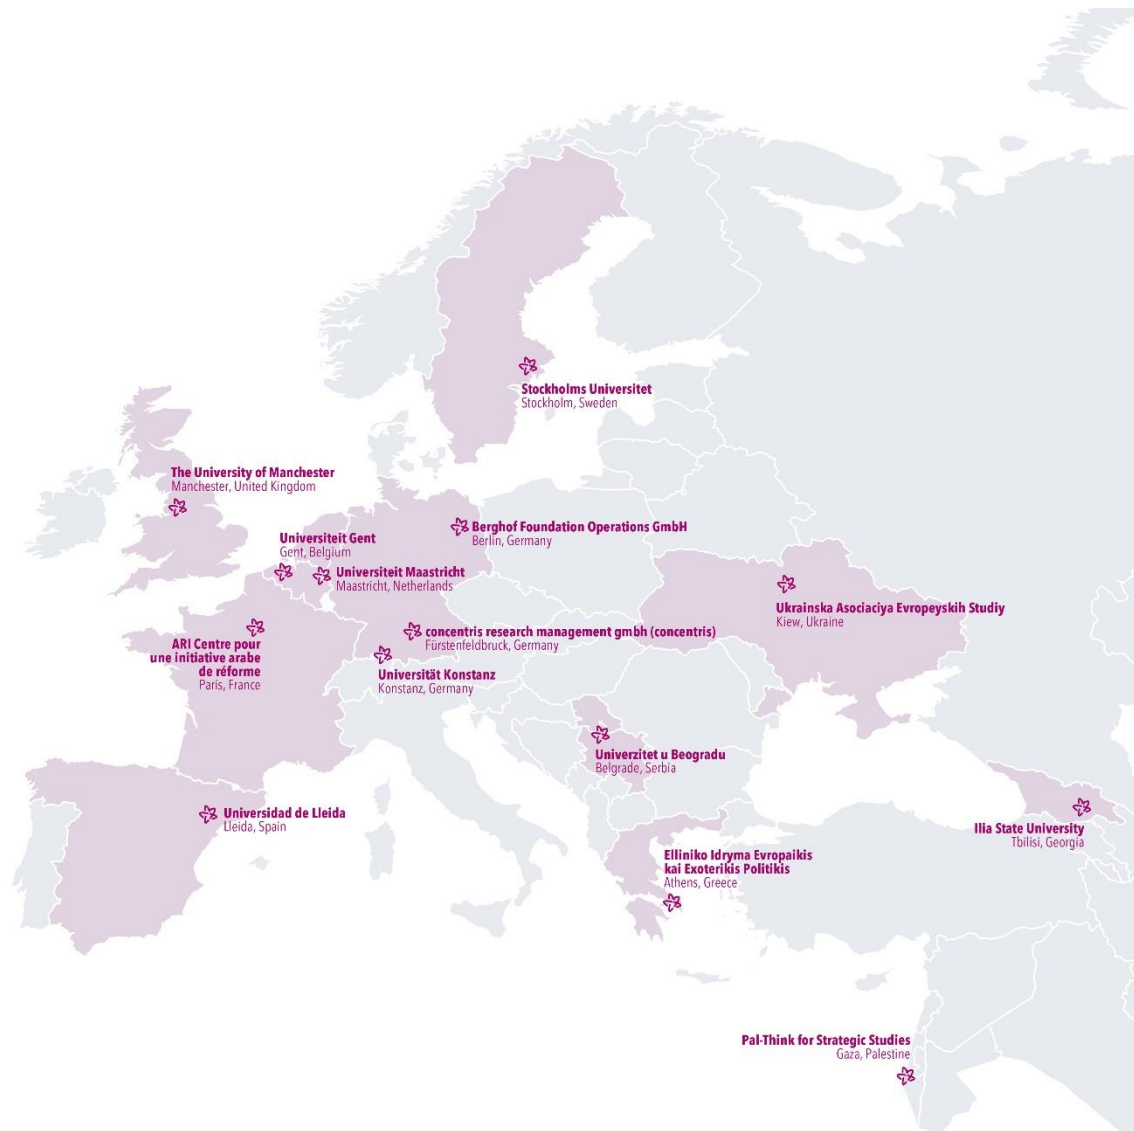 Stockholms Universitet
Stockholm, Sweden
The University of Manchester
Manchester, United Kingdom
Berghof Foundation Operations GmbH
Berlin, Germany
Universiteit Gent
Gent, Belgium
Universiteit Maastricht
Maastricht, Netherlands
Ukrainska Asociaciya Evropeyskih Studiy
Kiew, Ukraine
concentris research management gmbh (concentris)
Fürstenfeldbruck, Germany
ARI Centre pour
une initiative arabe
de réforme
Paris, France
Universität Konstanz
Konstanz, Germany
Univerzitet u Beogradu
Belgrade, Serbia
Universidad de Lleida
Lleida, Spain
Ilia State University
Tbilisi, Georgia
Elliniko Idryma Evropaikis
kai Exoterikis Politikis
Athens, Greece
Pal-Think for Strategic Studies
Gaza, Palestine